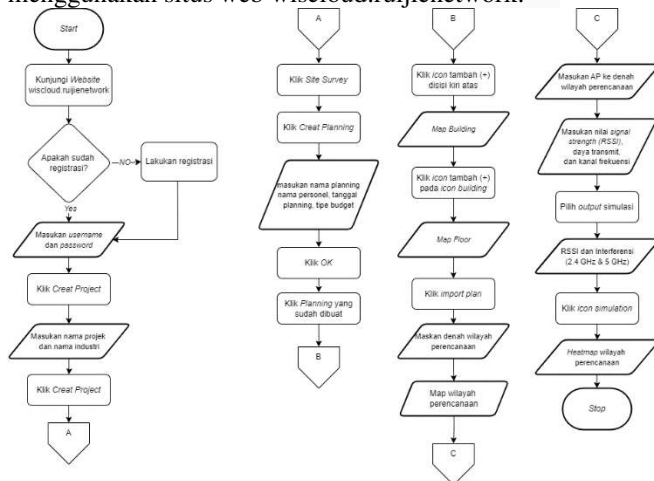 menggunakan situs web wiscloud.ruijienetwork.
Start
Kunjungi Website
wiscloud.ruijienetwork
Apakah sudah
registrasi?
NO
Lakukan registrasi
Yes
Masukan username
dan password
Klik Creat Project
Masukan nama projek
dan nama industri
Klik Creat Project
A
A
Klik Site Survey
Klik Creat Planning
masukan nama planning
nama personel, tanggal
planning, tipe budget
Klik OK
Klik Planning yang
sudah dibuat
B
B
Klik icon tambah (+)
disisi kiri atas
Map Building
Klik icon tambah (+)
pada icon building
Map Floor
Klik import plan
Maskan denah wilayah
perencanaan
Map wilayah
perencanaan
C
C
Masukan AP ke denah
wilayah perencanaan
Masukan nilai signal
strength (RSSI),
daya transmit,
dan kanal frekuensi
Pilih output simulasi
RSSI dan Interferensi
(2.4 GHz & 5 GHz)
Klik icon simulation
Heatmap wilayah
perencanaan
Stop